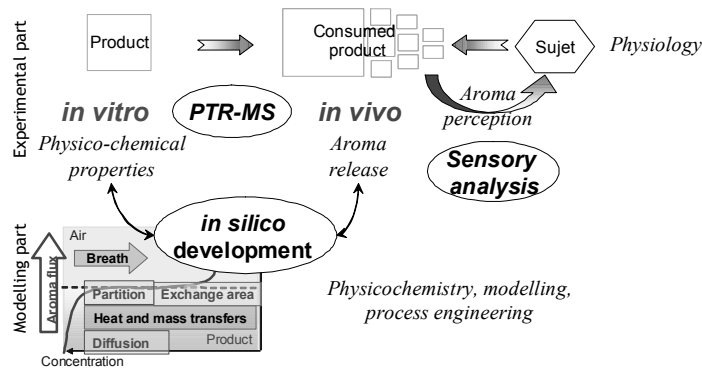 Experimental part
Product
Consumed
product
Sujet
Physiology
in vitro
PTR-MS
in vivo
Aroma
perception
Physico-chemical
properties
Aroma
release
Sensory
analysis
in silico
development
Modelling part
Aroma flux
Air
Breath
Partition
Exchange area
Heat and mass transfers
Diffusion
Product
Concentration
Physicochemistry, modelling,
process engineering